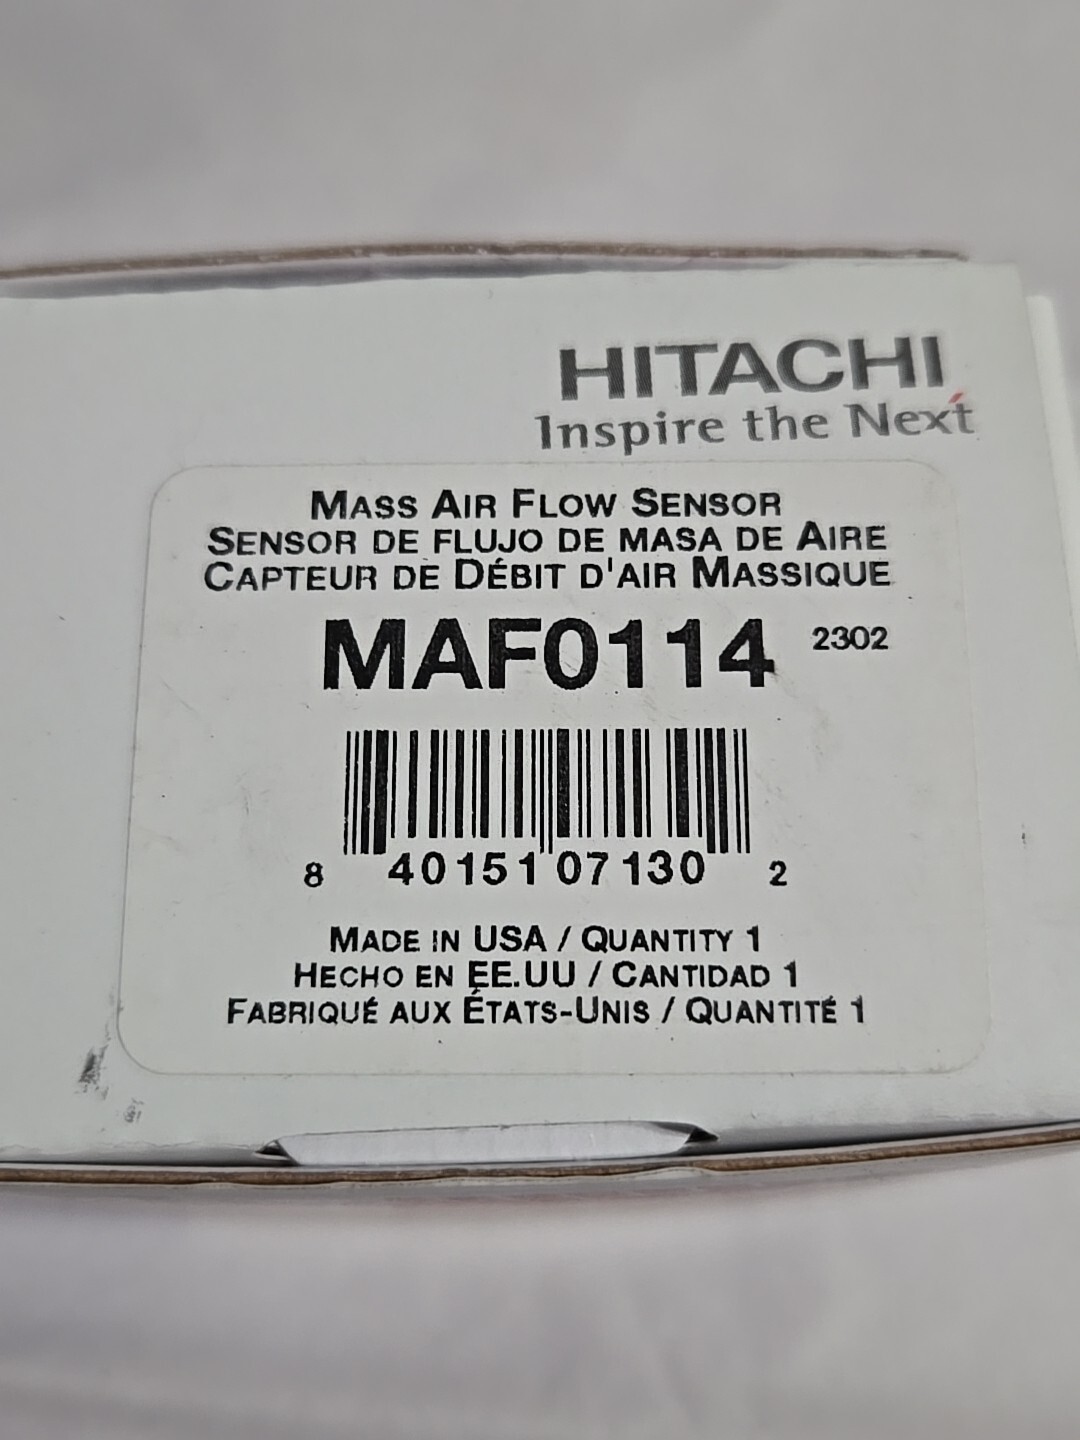 HITACHI
Inspire the Next
MASS AIR FLOW SENSOR
SENSOR DE FLUJO DE MASA DE AIRE
CAPTEUR DE DÉBIT D'AIR MASSIQUE
MAF0114 2302
8 40151 07130 2
MADE IN USA / QUANTITY 1
HECHO EN EE.UU / CANTIDAD 1
FABRIQUÉ AUX ÉTATS-UNIS / QUANTITÉ 1